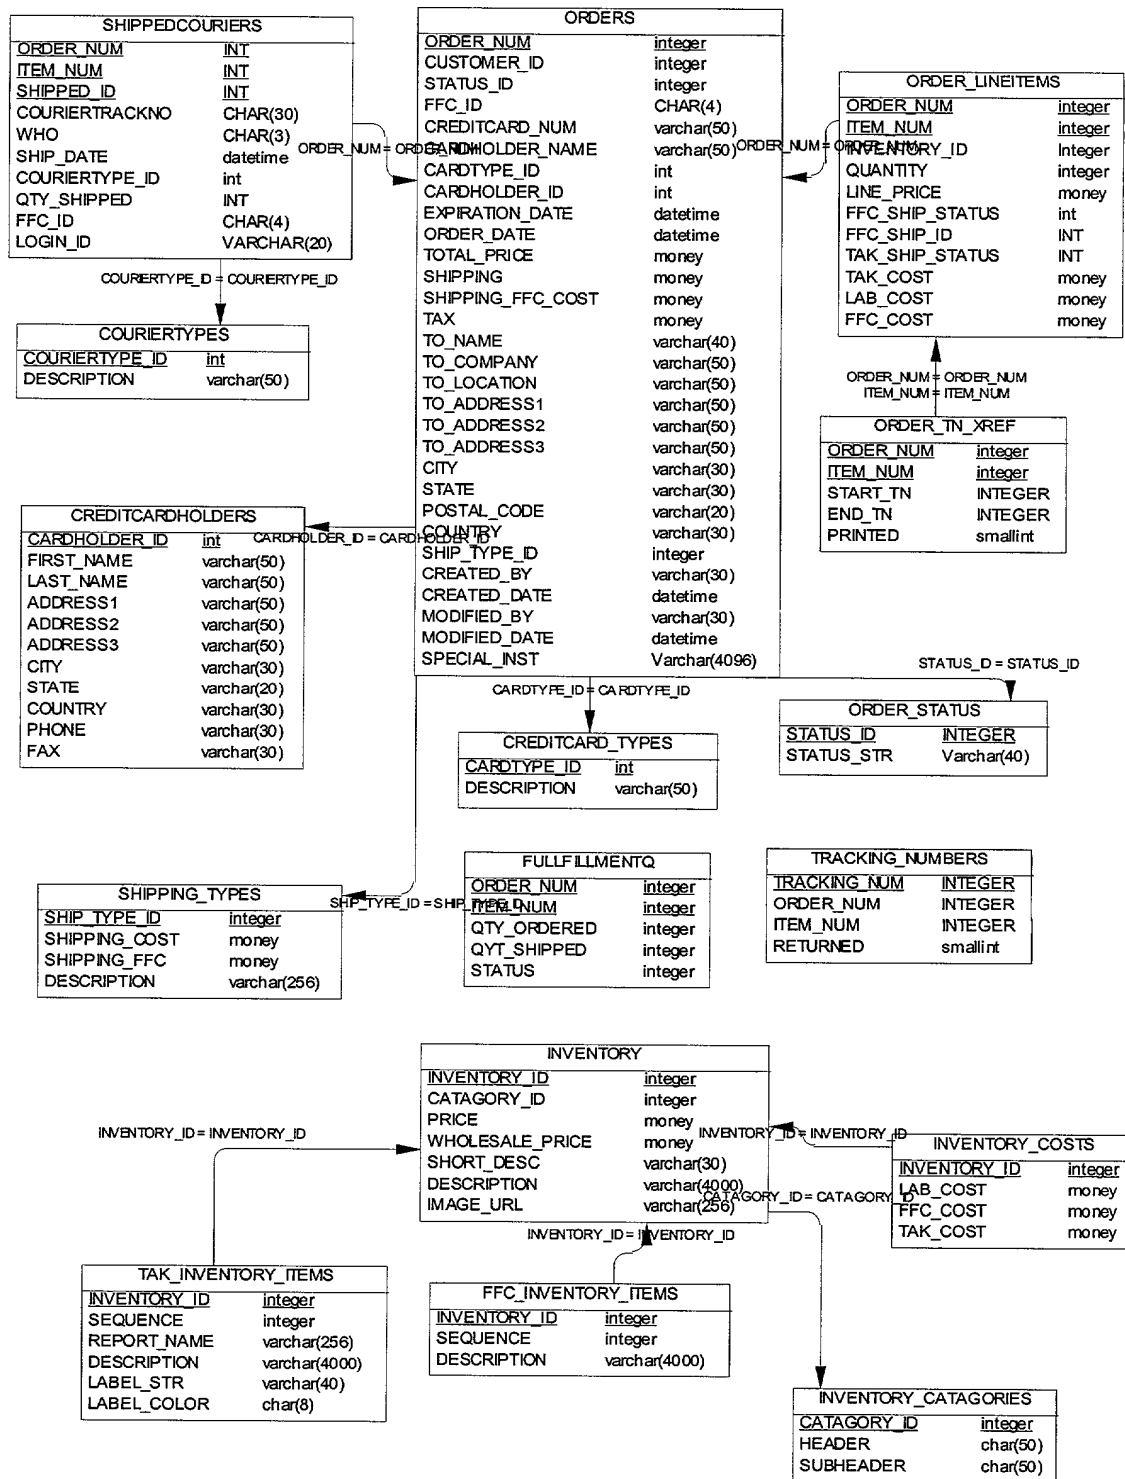 SHIPPEDCOURIERS
ORDER_NUM INT
ITEM_NUM INT
SHIPPED_ID INT
COURIERTRACKNO CHAR(30)
WHO CHAR(3)
SHIP_DATE datetime
COURIERTYPE_ID int
QTY_SHIPPED INT
FFC_ID CHAR(4)
LOGIN_ID VARCHAR(20)
COURIERTYPE_ID = COURIERTYPE_ID
COURIERTYPES
COURIERTYPE_ID int
DESCRIPTION varchar(50)
ORDER_NUM = ORDER_NUM
ORDERS
ORDER_NUM integer
CUSTOMER_ID integer
STATUS_ID integer
FFC_ID CHAR(4)
CREDITCARD_NUM varchar(50)
CARDHOLDER_NAME varchar(50)
CARDTYPE_ID int
CARDHOLDER_ID int
EXPIRATION_DATE datetime
ORDER_DATE datetime
TOTAL_PRICE money
SHIPPING money
SHIPPING_FFC_COST money
TAX money
TO_NAME varchar(40)
TO_COMPANY varchar(50)
TO_LOCATION varchar(50)
TO_ADDRESS1 varchar(50)
TO_ADDRESS2 varchar(50)
TO_ADDRESS3 varchar(50)
CITY varchar(30)
STATE varchar(30)
POSTAL_CODE varchar(20)
COUNTRY varchar(30)
SHIP_TYPE_ID integer
CREATED_BY varchar(30)
CREATED_DATE datetime
MODIFIED_BY varchar(30)
MODIFIED_DATE datetime
SPECIAL_INST Varchar(4096)
ORDER_NUM = ORDER_NUM
ORDER_LINEITEMS
ORDER_NUM integer
ITEM_NUM integer
INVENTORY_ID Integer
QUANTITY integer
LINE_PRICE money
FFC_SHIP_STATUS int
FFC_SHIP_ID INT
TAK_SHIP_STATUS INT
TAK_COST money
LAB_COST money
FFC_COST money
ORDER_NUM = ORDER_NUM
ITEM_NUM = ITEM_NUM
ORDER_TN_XREF
ORDER_NUM integer
ITEM_NUM integer
START_TN INTEGER
END_TN INTEGER
PRINTED smallint
CREDITCARDHOLDERS
CARDHOLDER_ID int
FIRST_NAME varchar(50)
LAST_NAME varchar(50)
ADDRESS1 varchar(50)
ADDRESS2 varchar(50)
ADDRESS3 varchar(50)
CITY varchar(30)
STATE varchar(20)
COUNTRY varchar(30)
PHONE varchar(30)
FAX varchar(30)
CARDHOLDER_ID = CARDHOLDER_ID
CARDTYPE_ID = CARDTYPE_ID
CREDITCARD_TYPES
CARDTYPE_ID int
DESCRIPTION varchar(50)
STATUS_ID = STATUS_ID
ORDER_STATUS
STATUS_ID INTEGER
STATUS_STR Varchar(40)
SHIPPING_TYPES
SHIP_TYPE_ID integer
SHIPPING_COST money
SHIPPING_FFC money
DESCRIPTION varchar(256)
SHIP_TYPE_ID = SHIP_TYPE_ID
FULLFILLMENTQ
ORDER_NUM integer
ITEM_NUM integer
QTY_ORDERED integer
QYT_SHIPPED integer
STATUS integer
TRACKING_NUMBERS
TRACKING_NUM INTEGER
ORDER_NUM INTEGER
ITEM_NUM INTEGER
RETURNED smallint
INVENTORY
INVENTORY_ID integer
CATAGORY_ID integer
PRICE money
WHOLESALE_PRICE money
SHORT_DESC varchar(30)
DESCRIPTION varchar(4000)
IMAGE_URL varchar(256)
INVENTORY_ID = INVENTORY_ID
INVENTORY_ID = INVENTORY_ID
INVENTORY_COSTS
INVENTORY_ID integer
LAB_COST money
FFC_COST money
TAK_COST money
CATAGORY_ID = CATAGORY_ID
INVENTORY_ID = INVENTORY_ID
TAK_INVENTORY_ITEMS
INVENTORY_ID integer
SEQUENCE integer
REPORT_NAME varchar(256)
DESCRIPTION varchar(4000)
LABEL_STR varchar(40)
LABEL_COLOR char(8)
FFC_INVENTORY_ITEMS
INVENTORY_ID integer
SEQUENCE integer
DESCRIPTION varchar(4000)
INVENTORY_CATAGORIES
CATAGORY_ID integer
HEADER char(50)
SUBHEADER char(50)